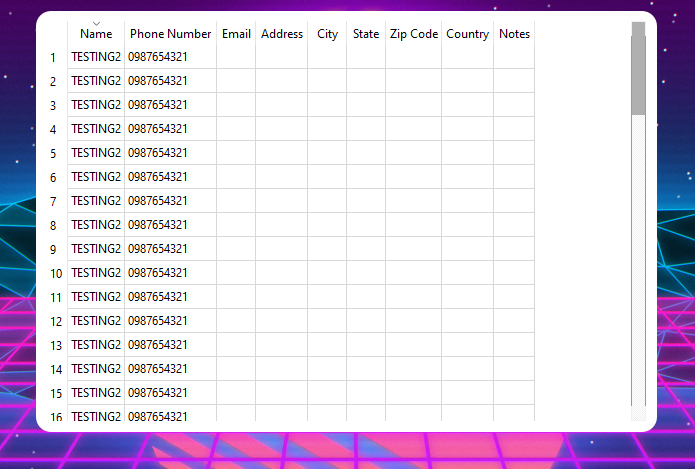 Name Phone Number Email Address City State Zip Code Country Notes
1 TESTING2 0987654321
2 TESTING2 0987654321
3 TESTING2 0987654321
4 TESTING2 0987654321
5 TESTING2 0987654321
6 TESTING2 0987654321
7 TESTING2 0987654321
8 TESTING2 0987654321
9 TESTING2 0987654321
10 TESTING2 0987654321
11 TESTING2 0987654321
12 TESTING2 0987654321
13 TESTING2 0987654321
14 TESTING2 0987654321
15 TESTING2 0987654321
16 TESTING2 0987654321